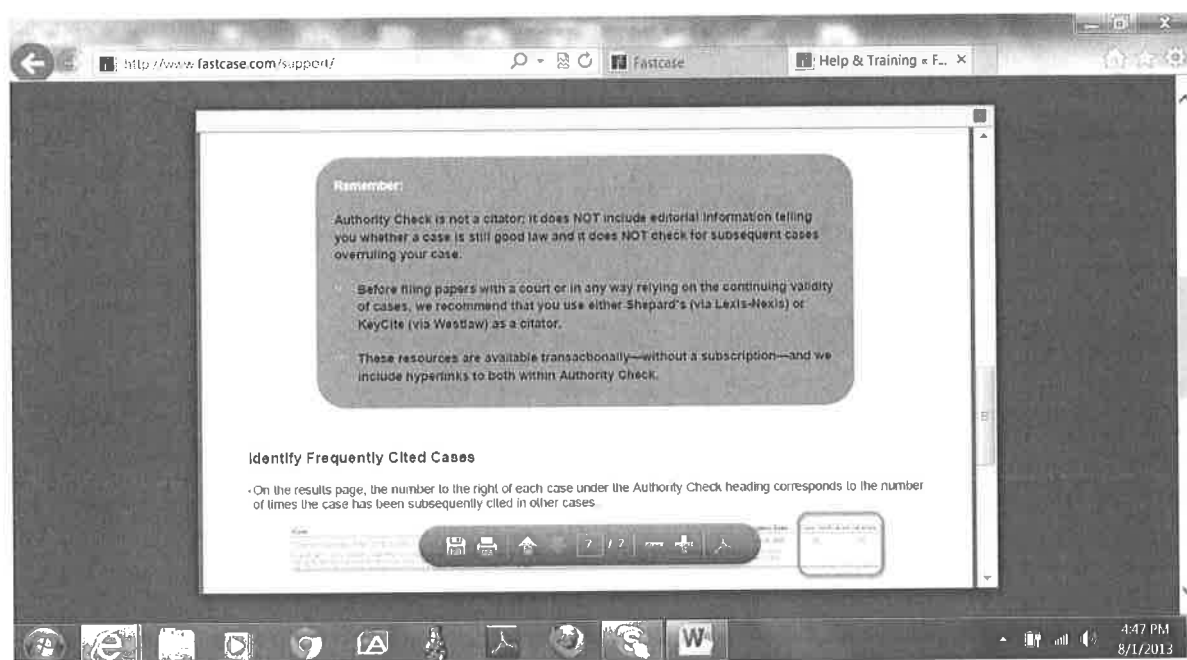 http://www.fastcase.com/support/
Fastcase
Help & Training « F...
Remember:
Authority Check is not a citator; it does NOT include editorial information telling
you whether a case is still good law and it does NOT check for subsequent cases
overruling your case.
Before filing papers with a court or in any way relying on the continuing validity
of cases, we recommend that you use either Shepard's (via Lexis-Nexis) or
KeyCite (via Westlaw) as a citator.
These resources are available transactionally—without a subscription—and we
include hyperlinks to both within Authority Check.
Identify Frequently Cited Cases
- On the results page, the number to the right of each case under the Authority Check heading corresponds to the number
of times the case has been subsequently cited in other cases
2 / 2
4:47 PM
8/1/2013